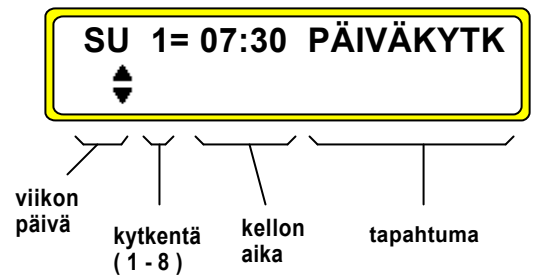 SU 1= 07:30 PÄIVÄKYTK
viikon
päivä
kytkentä
( 1 - 8 )
kellon
aika
tapahtuma